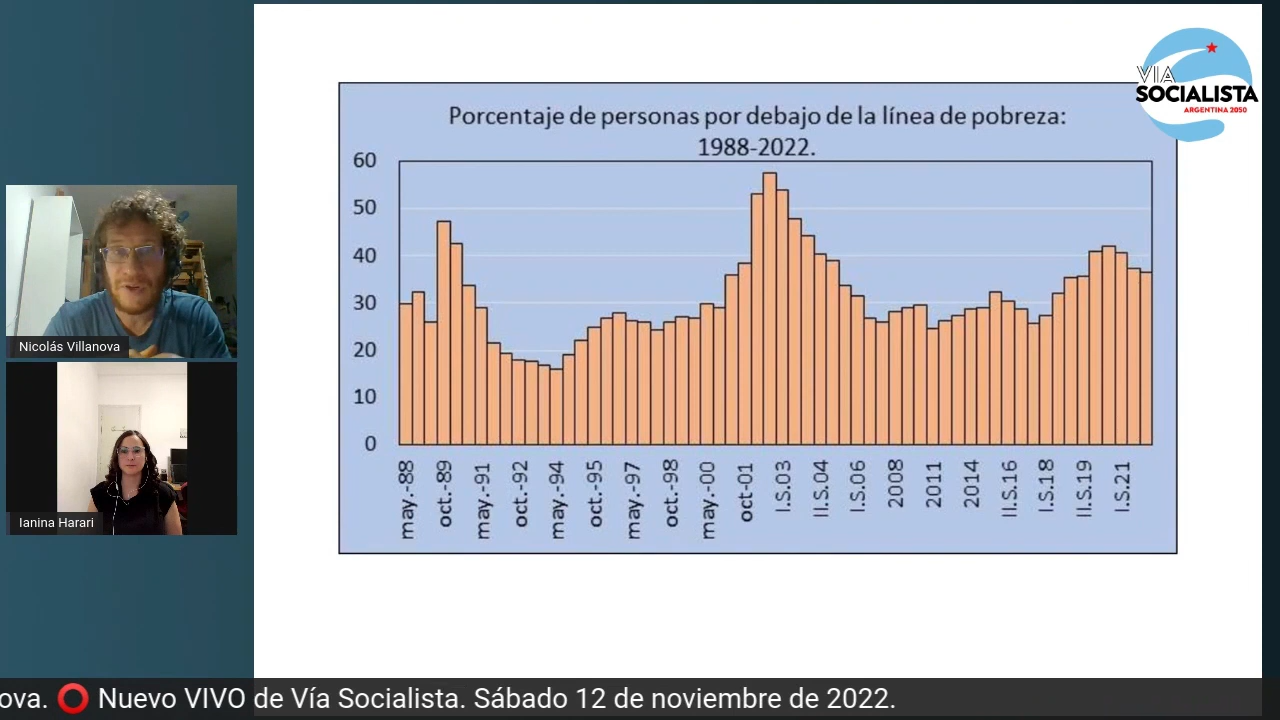 VIA
SOCIALISTA
ARGENTINA 2050
Porcentaje de personas por debajo de la línea de pobreza:
1988-2022.
60
50
40
30
20
10
0
may.-88
oct.-89
may.-91
oct.-92
may.-94
oct.-95
may.-97
oct.-98
may.-00
oct-01
I.S.03
II.S.04
I.S.06
2008
2011
2014
II.S.16
I.S.18
II.S.19
I.S.21
Nicolás Villanova
Ianina Harari
ova. ⭕ Nuevo VIVO de Vía Socialista. Sábado 12 de noviembre de 2022.